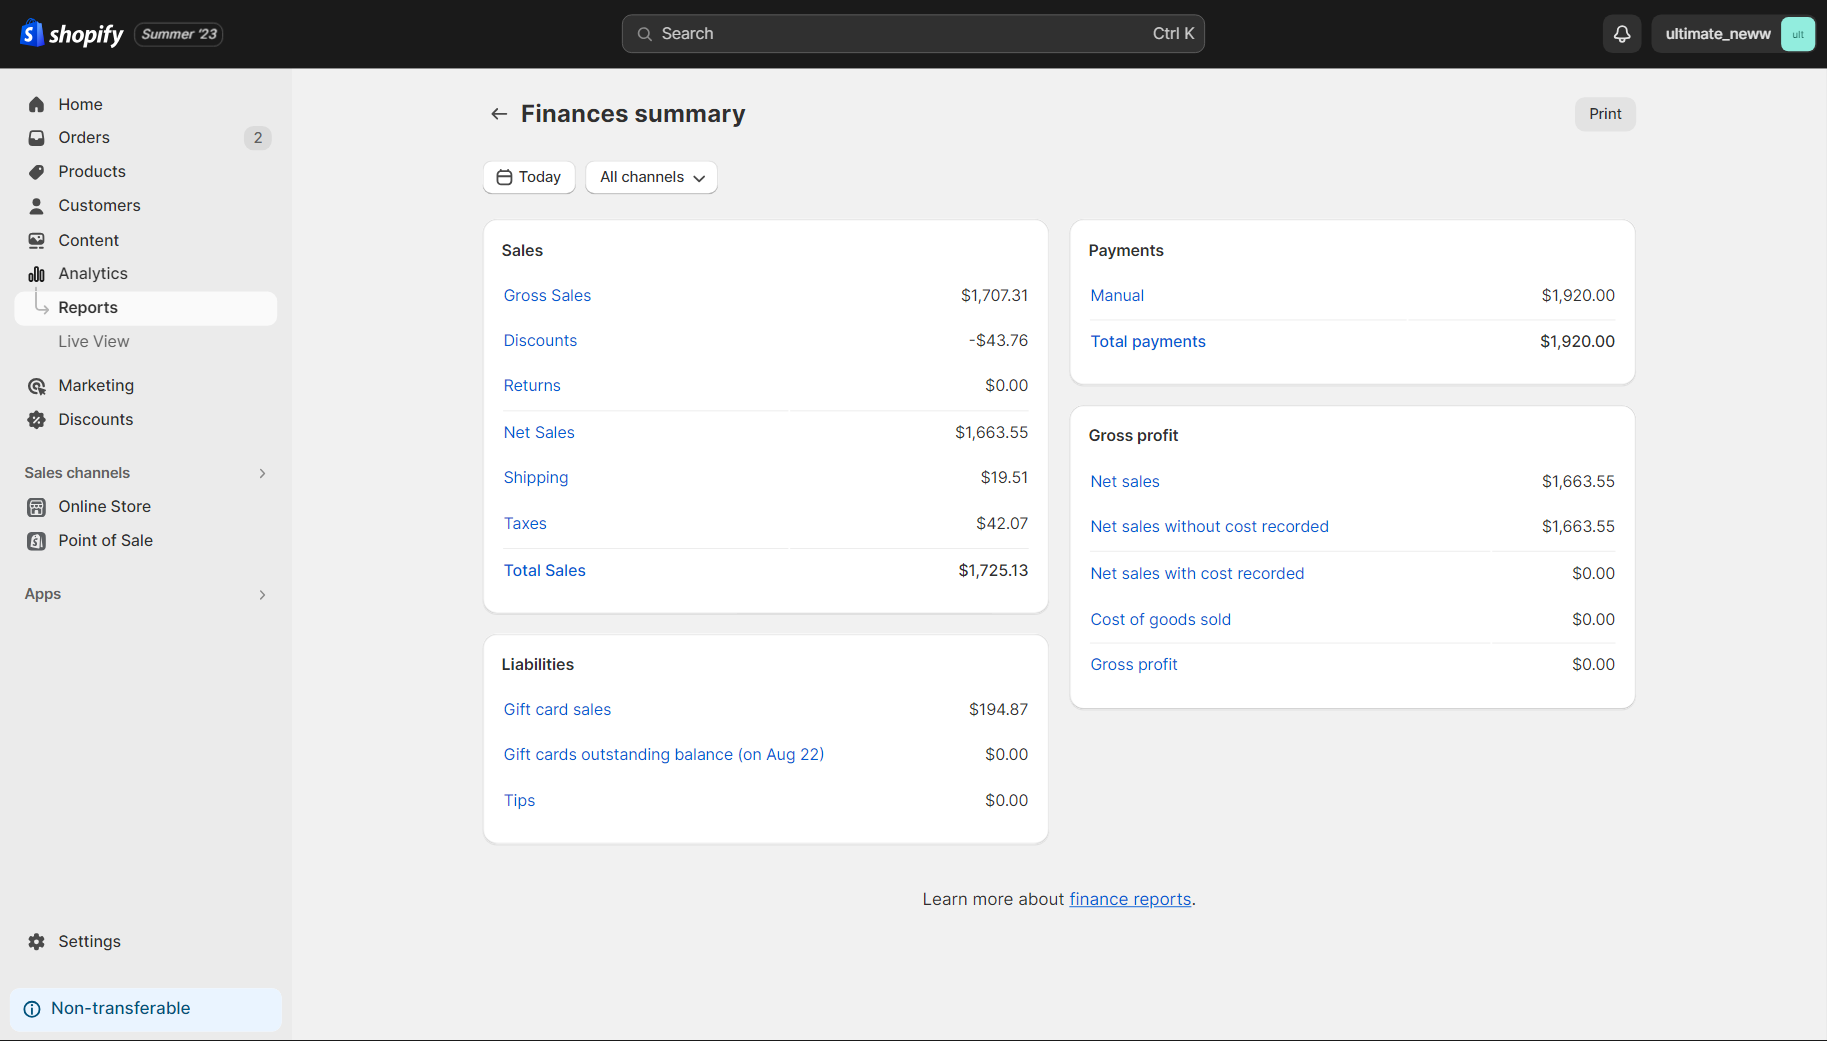 shopify Summer '23
Search Ctrl K
ultimate_neww ult
Home
Orders 2
Products
Customers
Content
Analytics
Reports
Live View
Marketing
Discounts
Sales channels
Online Store
Point of Sale
Apps
Settings
Non-transferable
Finances summary
Print
Today All channels
Sales
Gross Sales $1,707.31
Discounts -$43.76
Returns $0.00
Net Sales $1,663.55
Shipping $19.51
Taxes $42.07
Total Sales $1,725.13
Liabilities
Gift card sales $194.87
Gift cards outstanding balance (on Aug 22) $0.00
Tips $0.00
Payments
Manual $1,920.00
Total payments $1,920.00
Gross profit
Net sales $1,663.55
Net sales without cost recorded $1,663.55
Net sales with cost recorded $0.00
Cost of goods sold $0.00
Gross profit $0.00
Learn more about finance reports.